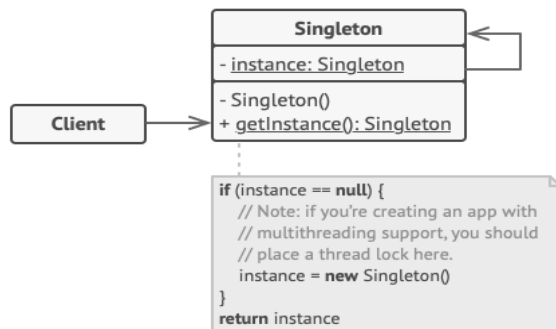 Singleton
- instance: Singleton
- Singleton()
+ getInstance(): Singleton
Client
if (instance == null) {
// Note: if you're creating an app with
// multithreading support, you should
// place a thread lock here.
instance = new Singleton()
}
return instance